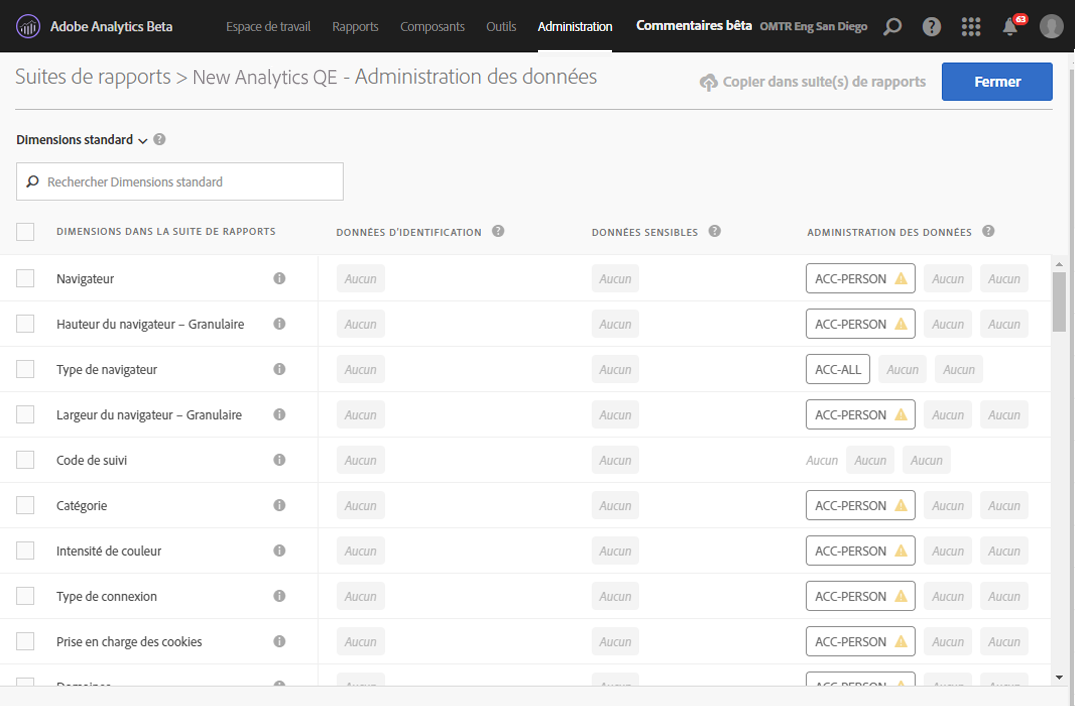 Adobe Analytics Beta Espace de travail Rapports Composants Outils Administration Commentaires bêta OMTR Eng San Diego 63
Suites de rapports > New Analytics QE - Administration des données Copier dans suite(s) de rapports Fermer
Dimensions standard
Rechercher Dimensions standard
DIMENSIONS DANS LA SUITE DE RAPPORTS DONNÉES D'IDENTIFICATION DONNÉES SENSIBLES ADMINISTRATION DES DONNÉES
Navigateur Aucun Aucun ACC-PERSON Aucun Aucun
Hauteur du navigateur – Granulaire Aucun Aucun ACC-PERSON Aucun Aucun
Type de navigateur Aucun Aucun ACC-ALL Aucun Aucun
Largeur du navigateur – Granulaire Aucun Aucun ACC-PERSON Aucun Aucun
Code de suivi Aucun Aucun Aucun Aucun Aucun
Catégorie Aucun Aucun ACC-PERSON Aucun Aucun
Intensité de couleur Aucun Aucun ACC-PERSON Aucun Aucun
Type de connexion Aucun Aucun ACC-PERSON Aucun Aucun
Prise en charge des cookies Aucun Aucun ACC-PERSON Aucun Aucun
Domaines Aucun Aucun ACC-PERSON Aucun Aucun